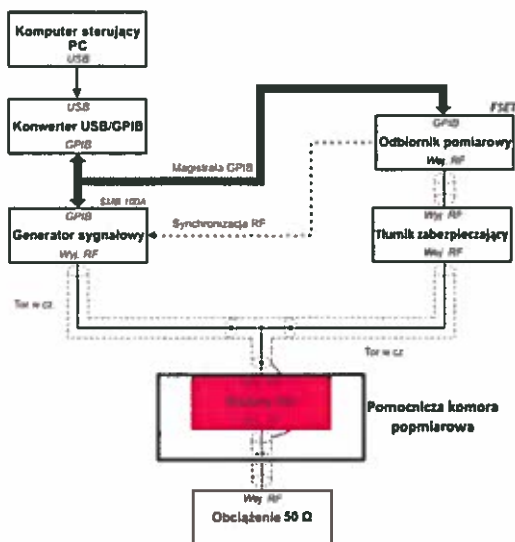 Komputer sterujący
PC
USB
USB
Konwerter USB/GPIB
GPIB
FSET
GPIB
Odbiornik pomiarowy
Wej. RF
Magistrala GPIB
SMB 100A
GPIB
Generator sygnałowy
Wyj. RF
Synchronizacja RF
Wyj. RF
Tłumik zabezpieczający
Wej. RF
Tor w.cz.
Tor w.cz
Pomocnicza komora
popmiarowa
Wej. RF
Obciążenie 50 Ω